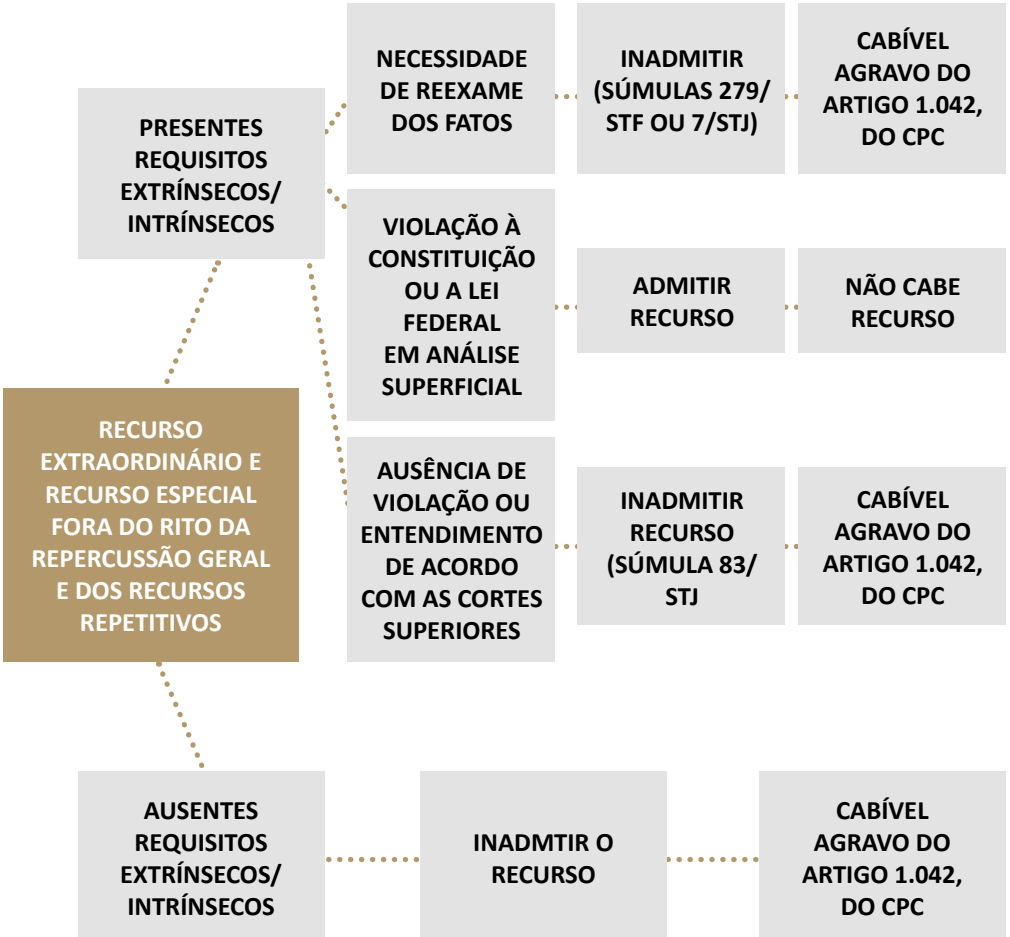 RECURSO
EXTRAORDINÁRIO E
RECURSO ESPECIAL
FORA DO RITO DA
REPERCUSSÃO GERAL
E DOS RECURSOS
REPETITIVOS
PRESENTES
REQUISITOS
EXTRÍNSECOS/
INTRÍNSECOS
NECESSIDADE
DE REEXAME
DOS FATOS
INADMITIR
(SÚMULAS 279/
STF OU 7/STJ)
CABÍVEL
AGRAVO DO
ARTIGO 1.042,
DO CPC
VIOLAÇÃO À
CONSTITUIÇÃO
OU A LEI
FEDERAL
EM ANÁLISE
SUPERFICIAL
ADMITIR
RECURSO
NÃO CABE
RECURSO
AUSÊNCIA DE
VIOLAÇÃO OU
ENTENDIMENTO
DE ACORDO
COM AS CORTES
SUPERIORES
INADMITIR
RECURSO
(SÚMULA 83/
STJ
CABÍVEL
AGRAVO DO
ARTIGO 1.042,
DO CPC
AUSENTES
REQUISITOS
EXTRÍNSECOS/
INTRÍNSECOS
INADMTIR O
RECURSO
CABÍVEL
AGRAVO DO
ARTIGO 1.042,
DO CPC